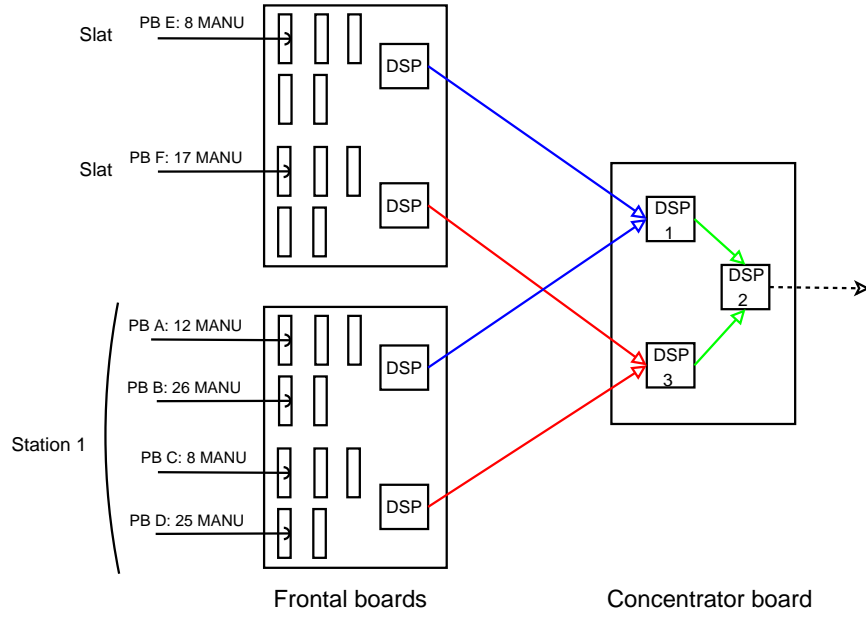 Slat
PB E: 8 MANU
DSP
Slat
PB F: 17 MANU
DSP
DSP
1
DSP
2
DSP
3
Station 1
PB A: 12 MANU
DSP
PB B: 26 MANU
PB C: 8 MANU
DSP
PB D: 25 MANU
Frontal boards
Concentrator board